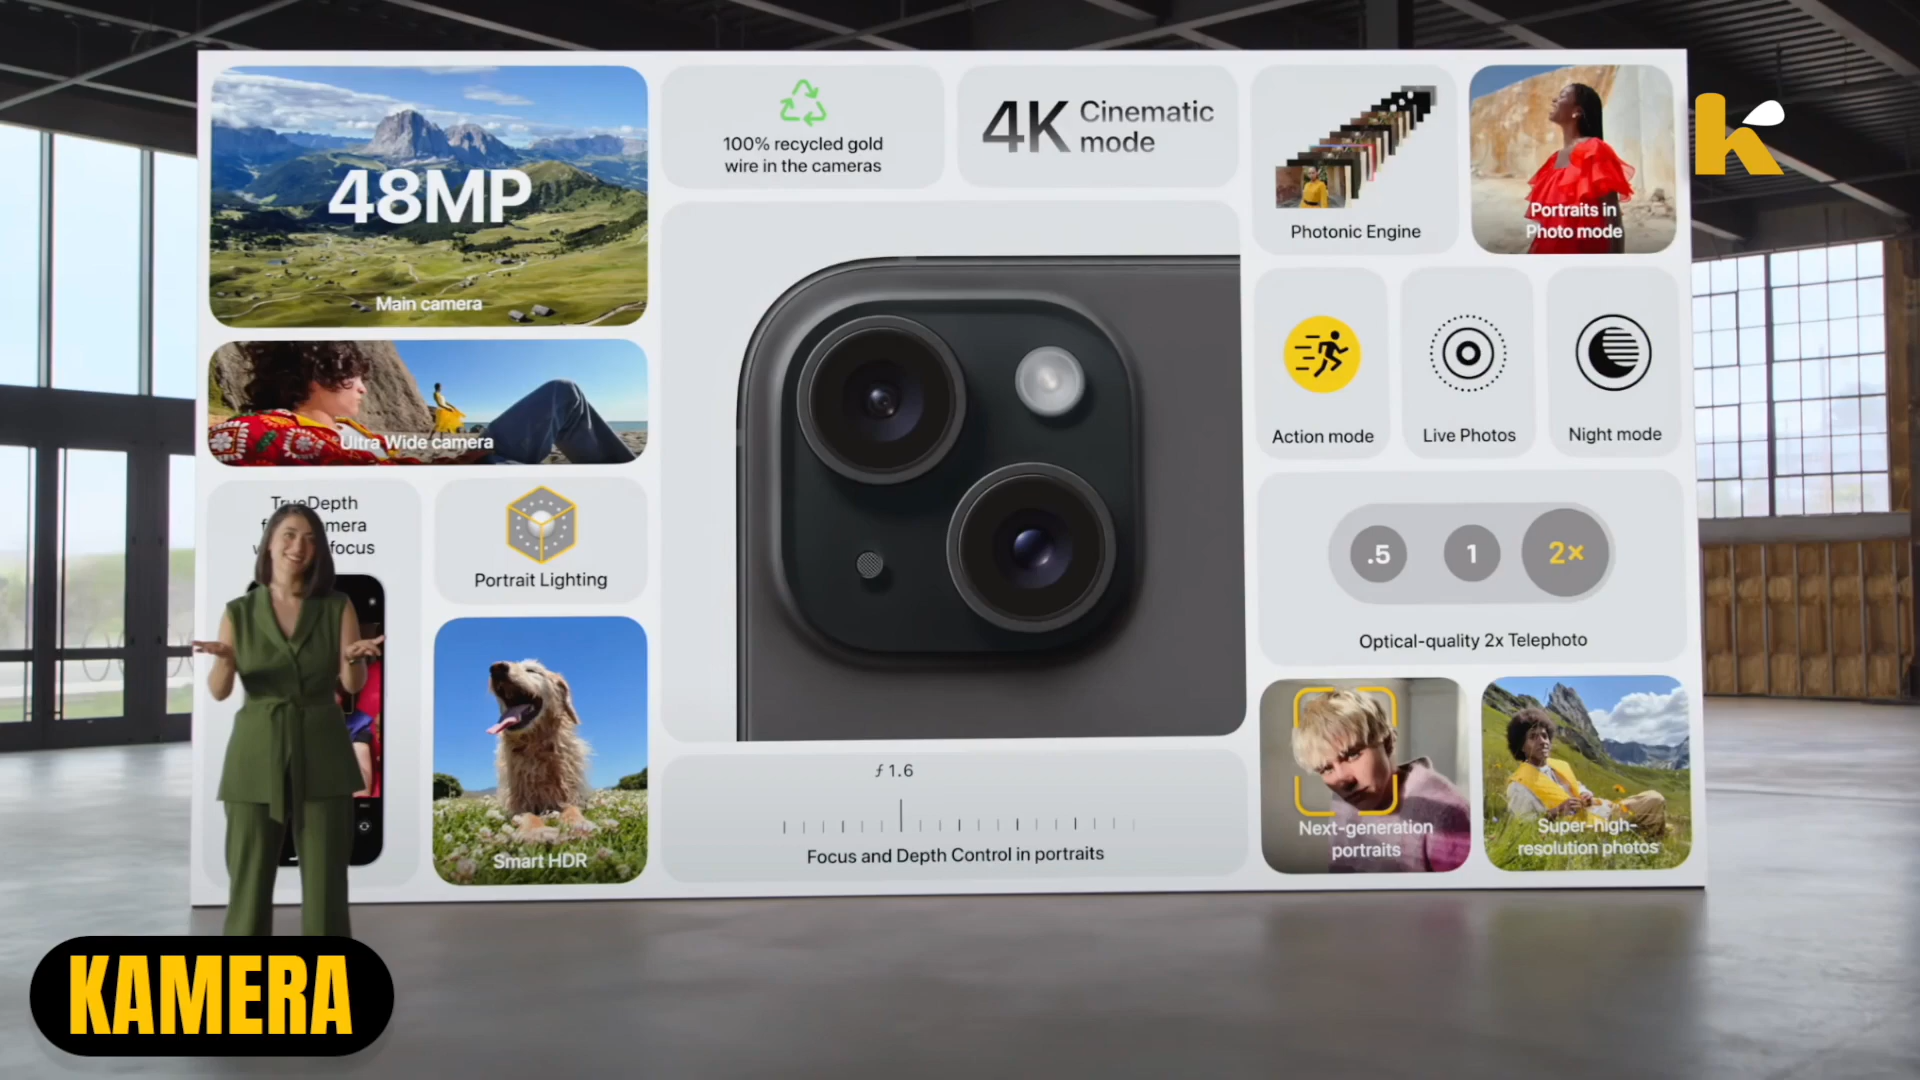 48MP
Main camera
100% recycled gold
wire in the cameras
4K Cinematic
mode
Photonic Engine
Portraits in
Photo mode
Ultra Wide camera
Action mode
Live Photos
Night mode
TrueDepth
focus
Portrait Lighting
.5
1
2×
Optical-quality 2x Telephoto
Smart HDR
ƒ1.6
Focus and Depth Control in portraits
Next-generation
portraits
Super-high-
resolution photos
k
KAMERA